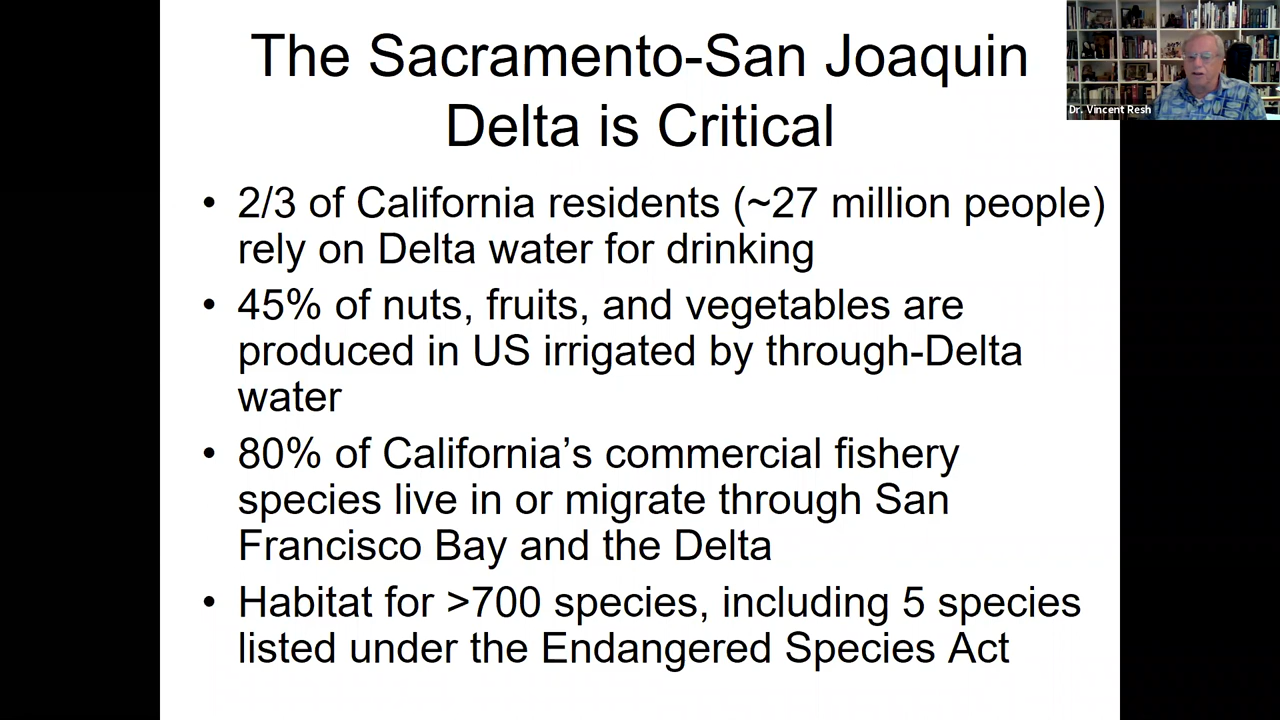 The Sacramento-San Joaquin
Delta is Critical
Dr. Vincent Resh
• 2/3 of California residents (~27 million people)
rely on Delta water for drinking
• 45% of nuts, fruits, and vegetables are
produced in US irrigated by through-Delta
water
• 80% of California’s commercial fishery
species live in or migrate through San
Francisco Bay and the Delta
• Habitat for >700 species, including 5 species
listed under the Endangered Species Act